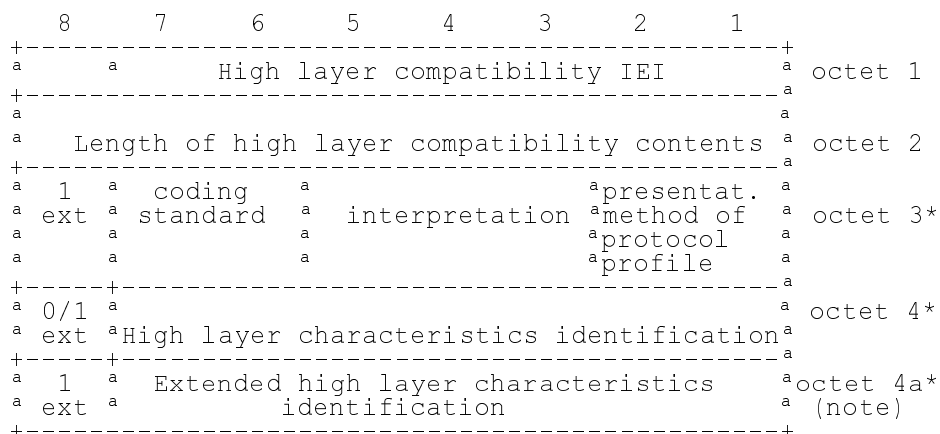 8 7 6 5 4 3 2 1
+-------------------------------+
a a High layer compatibility IEI a octet 1
+-------------------------------a
a a
a Length of high layer compatibility contents a octet 2
+-------------------------------a
a 1 a coding a a presentat. a
a ext a standard a interpretation a method of a octet 3*
a a a a protocol a
a a a a profile a
+---+---------------------------a
a 0/1 a a octet 4*
a ext a High layer characteristics identification a
+---+---------------------------a
a 1 a Extended high layer characteristics a octet 4a*
a ext a identification a (note)
+-------------------------------+